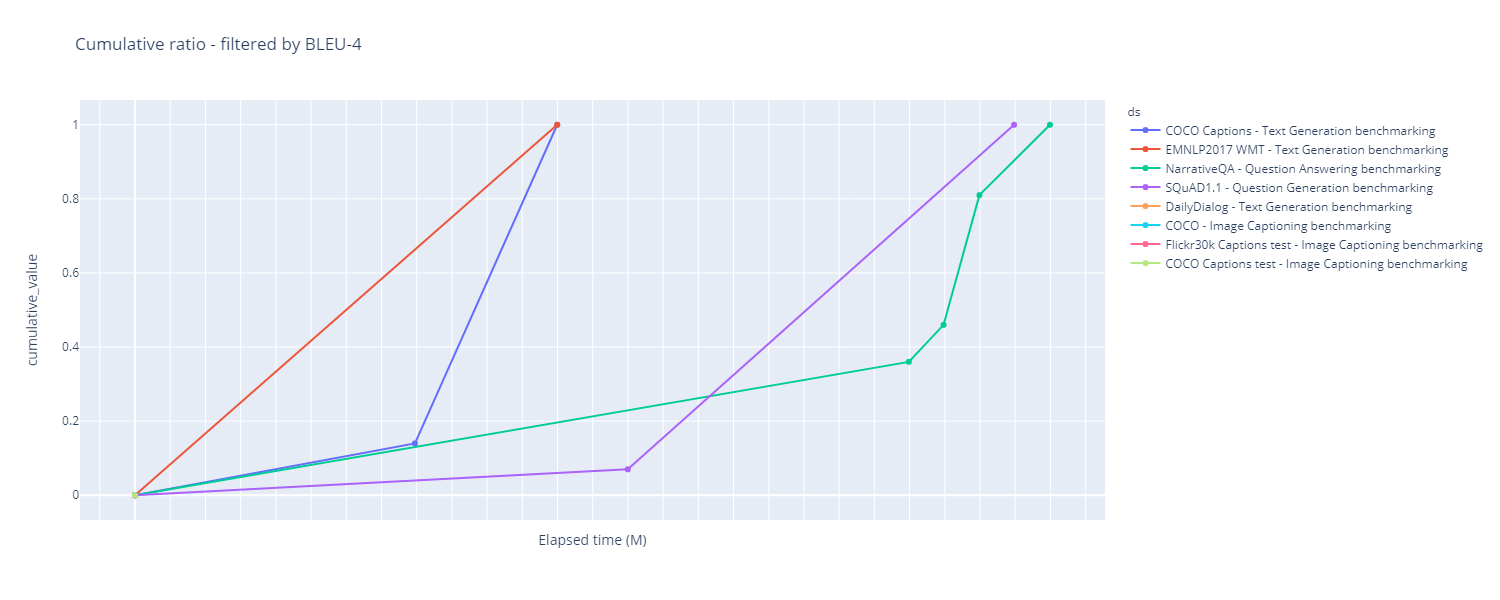 Cumulative ratio - filtered by BLEU-4
1
0.8
0.6
0.4
0.2
0
cumulative_value
Elapsed time (M)
ds
COCO Captions - Text Generation benchmarking
EMNLP2017 WMT - Text Generation benchmarking
NarrativeQA - Question Answering benchmarking
SQuAD1.1 - Question Generation benchmarking
DailyDialog - Text Generation benchmarking
COCO - Image Captioning benchmarking
Flickr30k Captions test - Image Captioning benchmarking
COCO Captions test - Image Captioning benchmarking